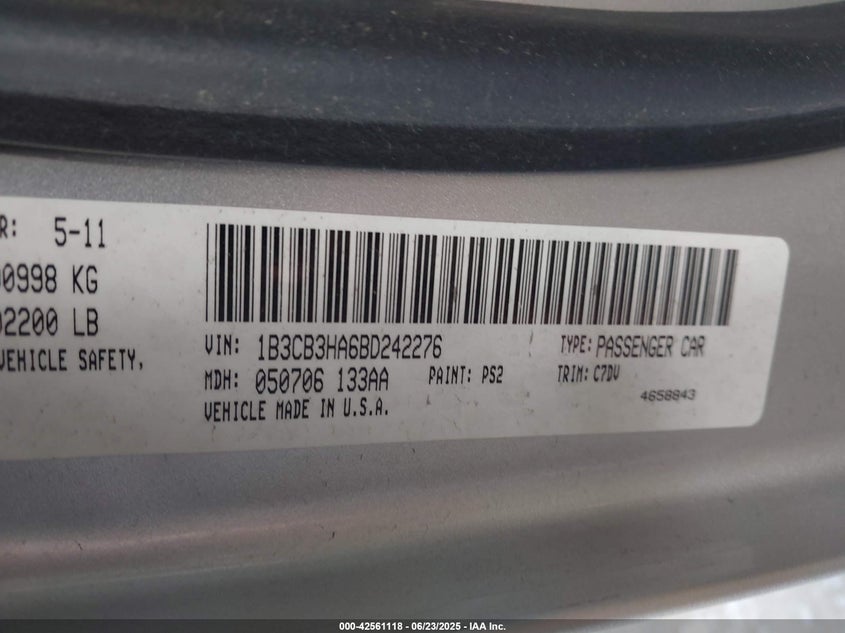 R: 5-11
0998 KG
2200 LB
VEHICLE SAFETY,
VIN: 1B3CB3HA6BD242276 TYPE: PASSENGER CAR
MDH: 050706 133AA PAINT: PS2 TRIM: C7DV
VEHICLE MADE IN U.S.A. 4658843
000-42561118 - 06/23/2025 - IAA Inc.